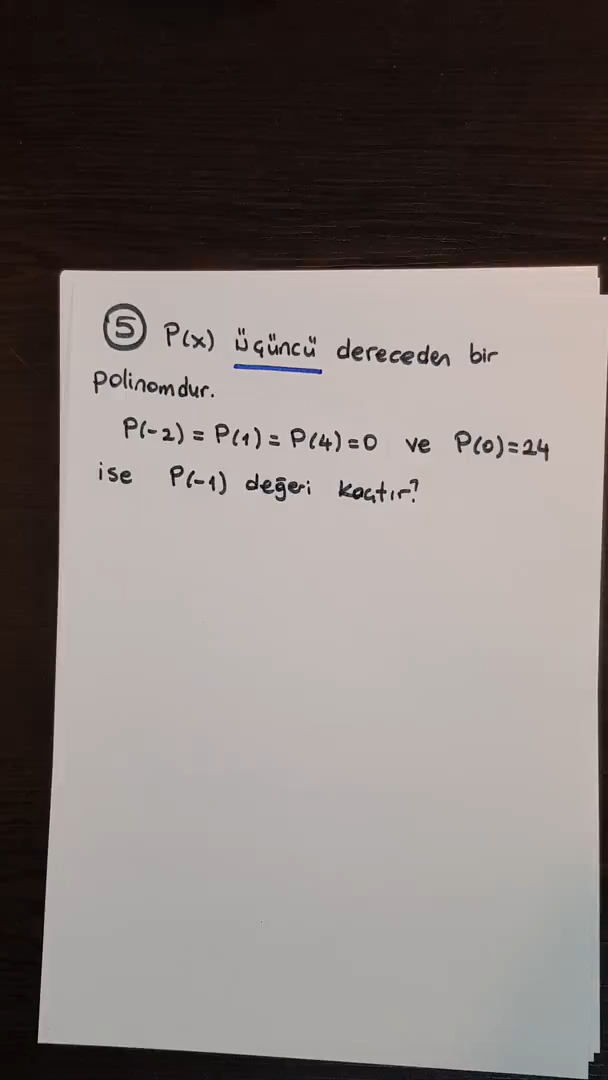 5 P(x) üçüncü dereceden bir
polinomdur.
P(-2) = P(1) = P(4) = 0 ve P(0) = 24
ise P(-1) değeri kaçtır?